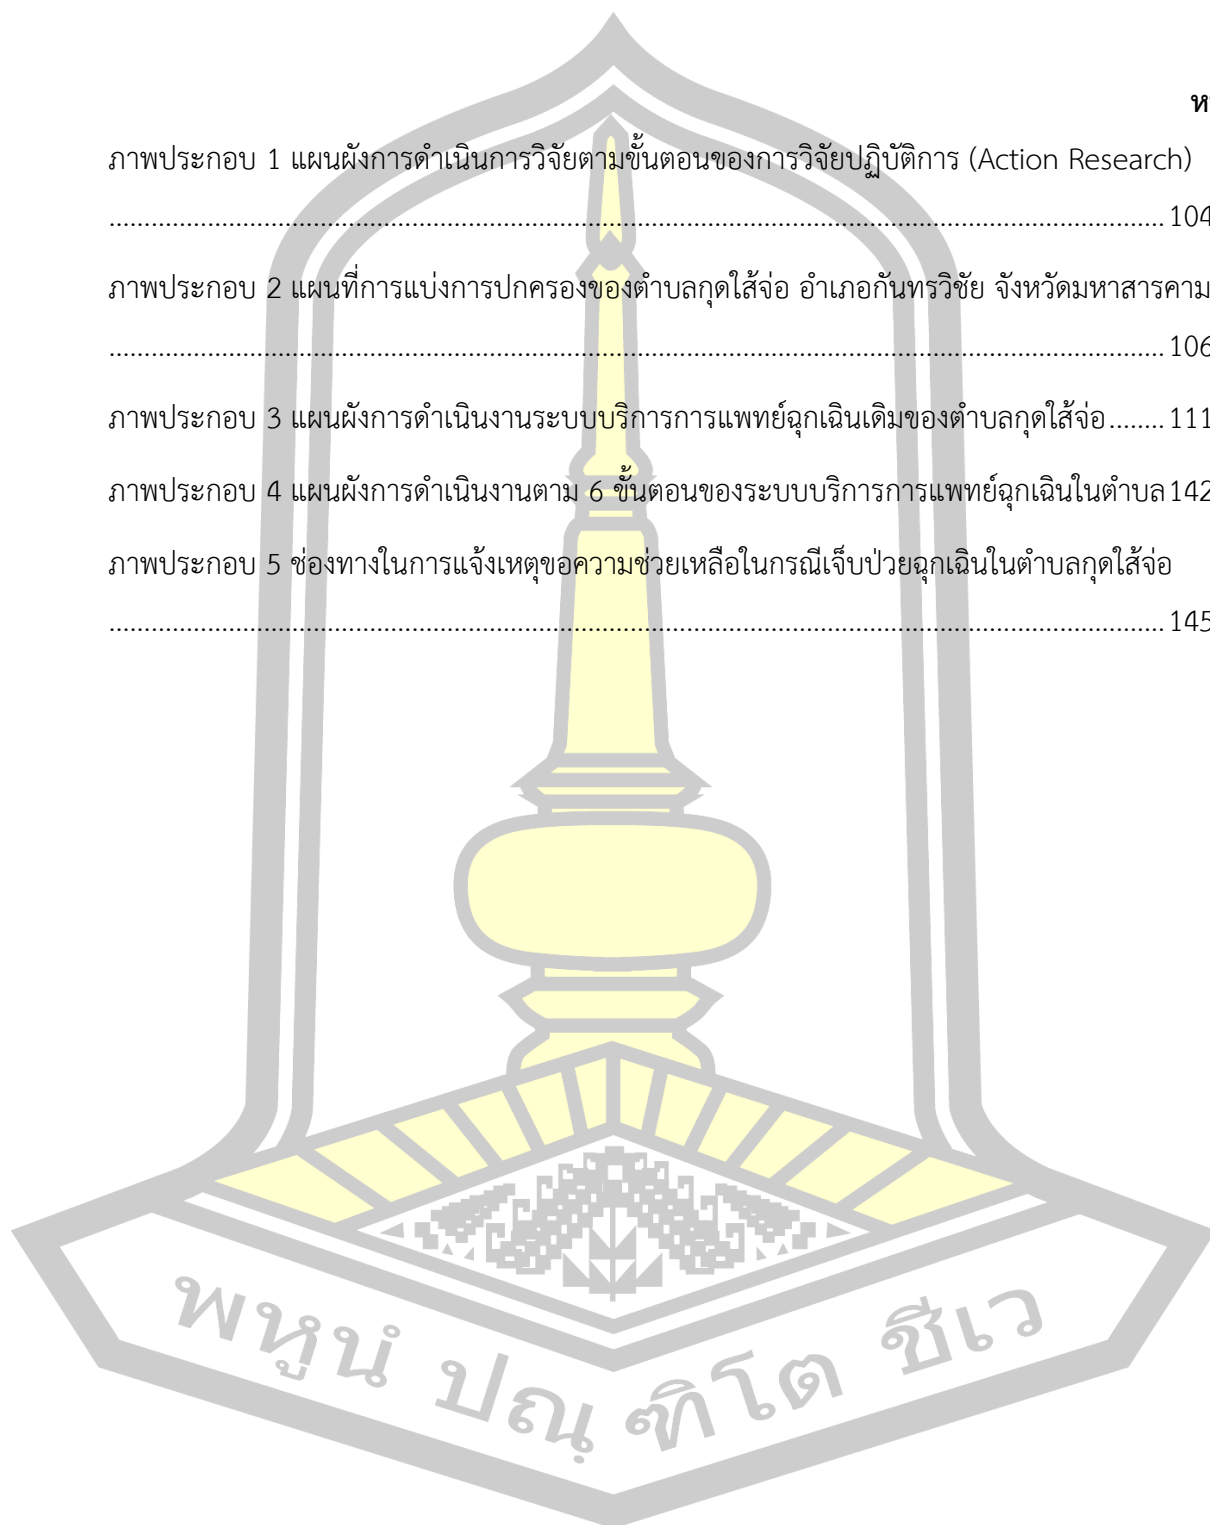 ภาพประกอบ 1 แผนผังการดำเนินการวิจัยตามขั้นตอนของการวิจัยปฏิบัติการ (Action Research)
........................................................................................................................................................ 104
ภาพประกอบ 2 แผนที่การแบ่งการปกครองของตำบลกุดใส้จ่อ อำเภอกันทรวิชัย จังหวัดมหาสารคาม
........................................................................................................................................................ 106
ภาพประกอบ 3 แผนผังการดำเนินงานระบบบริการการแพทย์ฉุกเฉินเดิมของตำบลกุดใส้จ่อ........ 111
ภาพประกอบ 4 แผนผังการดำเนินงานตาม 6 ขั้นตอนของระบบบริการการแพทย์ฉุกเฉินในตำบล 142
ภาพประกอบ 5 ช่องทางในการแจ้งเหตุขอความช่วยเหลือในกรณีเจ็บป่วยฉุกเฉินในตำบลกุดใส้จ่อ
........................................................................................................................................................ 145
พหูนํ ปณฺฑิโต ชีเว